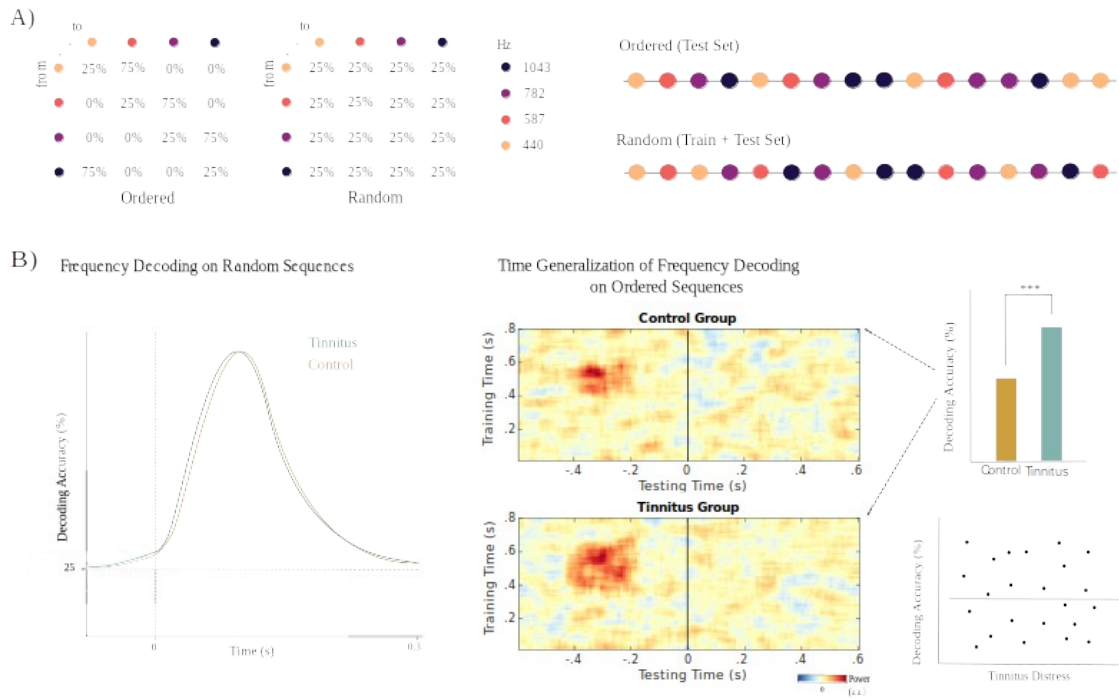 A)
to
from
25% 75% 0% 0%
0% 25% 75% 0%
0% 0% 25% 75%
75% 0% 0% 25%
Ordered
to
from
25% 25% 25% 25%
25% 25% 25% 25%
25% 25% 25% 25%
25% 25% 25% 25%
Random
Hz
1043
782
587
440
Ordered (Test Set)
Random (Train + Test Set)
B)
Frequency Decoding on Random Sequences
Tinnitus
Control
Decoding Accuracy (%)
25
0
0.3
Time (s)
Time Generalization of Frequency Decoding
on Ordered Sequences
Control Group
Training Time (s)
.8
.6
.4
.2
-.4 -.2 0 .2 .4 .6
Testing Time (s)
Tinnitus Group
Training Time (s)
.8
.6
.4
.2
-.4 -.2 0 .2 .4 .6
Testing Time (s)
0
Power
***
Decoding Accuracy (%)
Control Tinnitus
Decoding Accuracy (%)
Tinnitus Distress